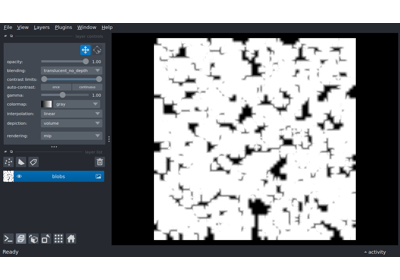 File View Layers Plugins Window Help
opacity: 1.00
blending: translucent_no_depth
contrast limits:
auto-contrast: once continuous
gamma: 1.00
colormap: gray
interpolation: linear
depiction: volume
rendering: mip
blobs
Ready
activity